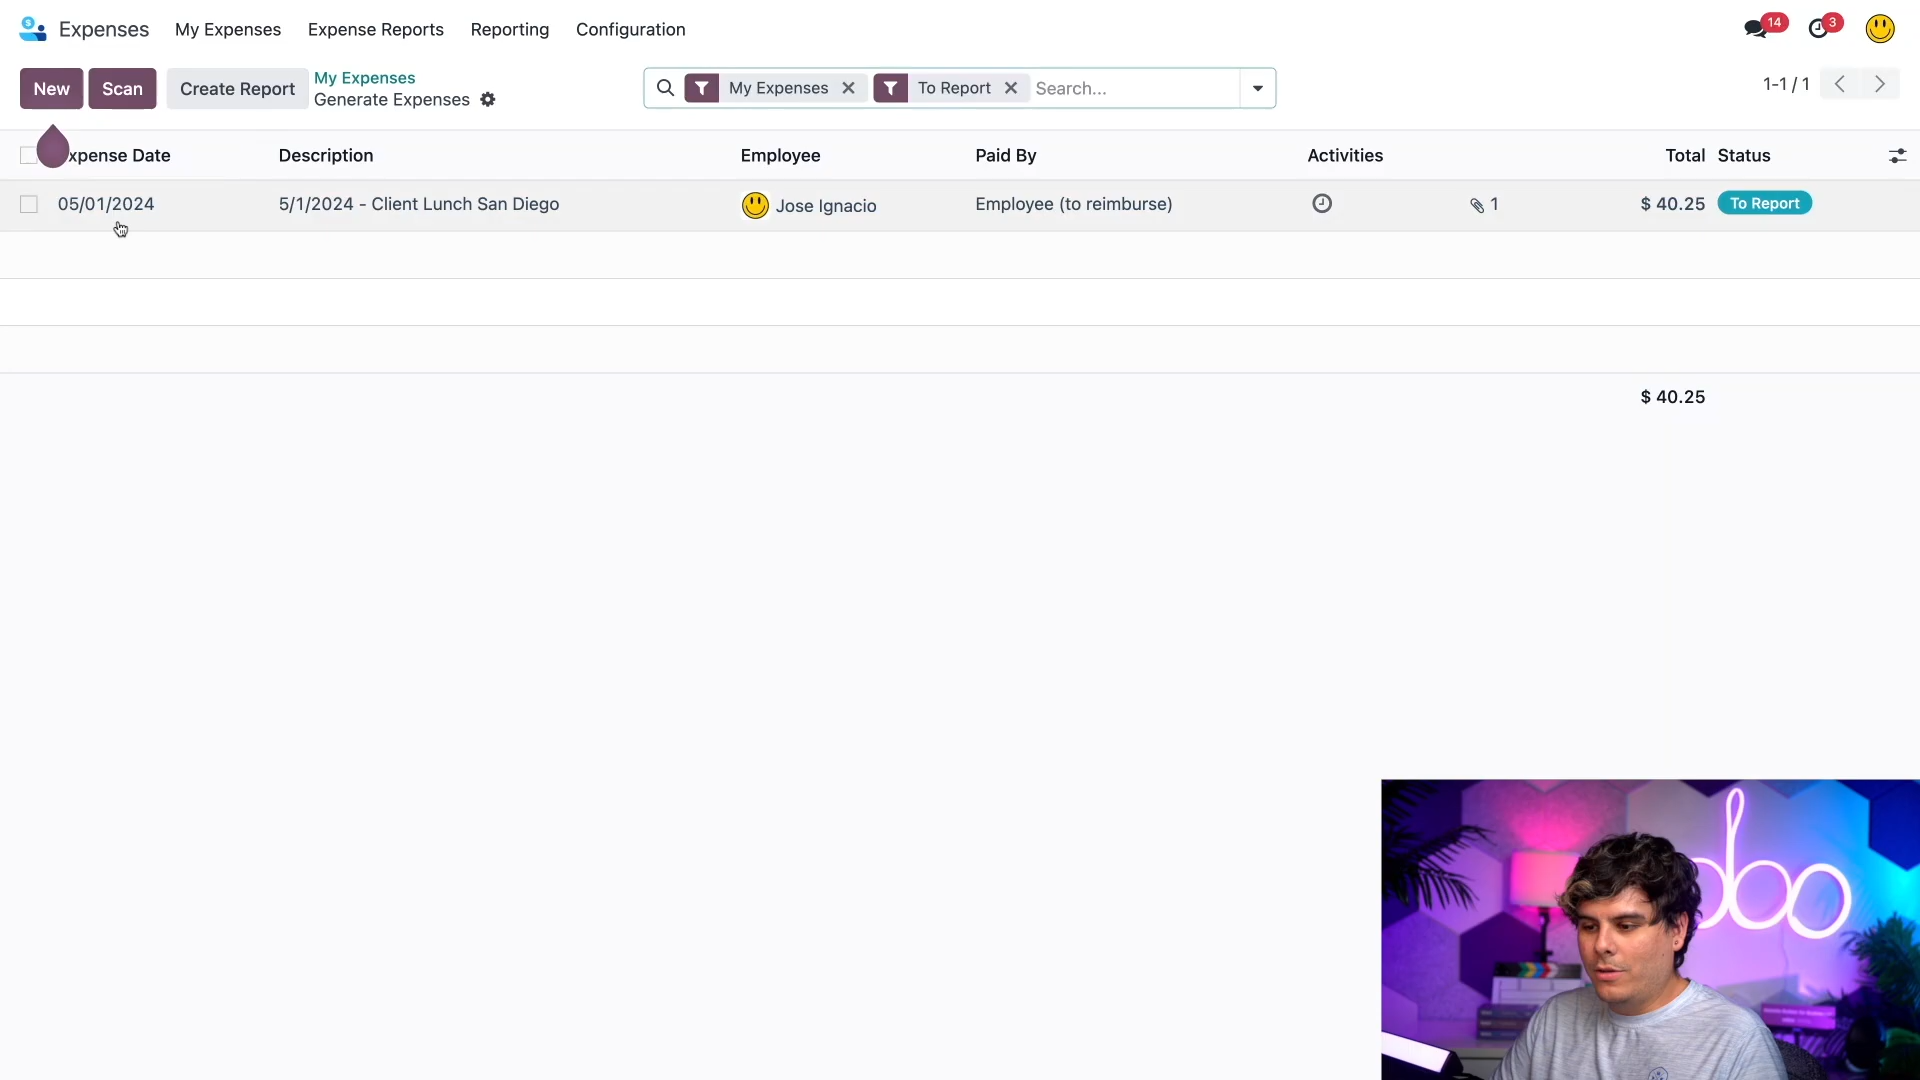 Expenses My Expenses Expense Reports Reporting Configuration 14 3
New Scan Create Report My Expenses My Expenses To Report Search... 1-1 / 1
Generate Expenses
xpense Date Description Employee Paid By Activities Total Status
05/01/2024 5/1/2024 - Client Lunch San Diego Jose Ignacio Employee (to reimburse) 1 $ 40.25 To Report
$ 40.25
odoo